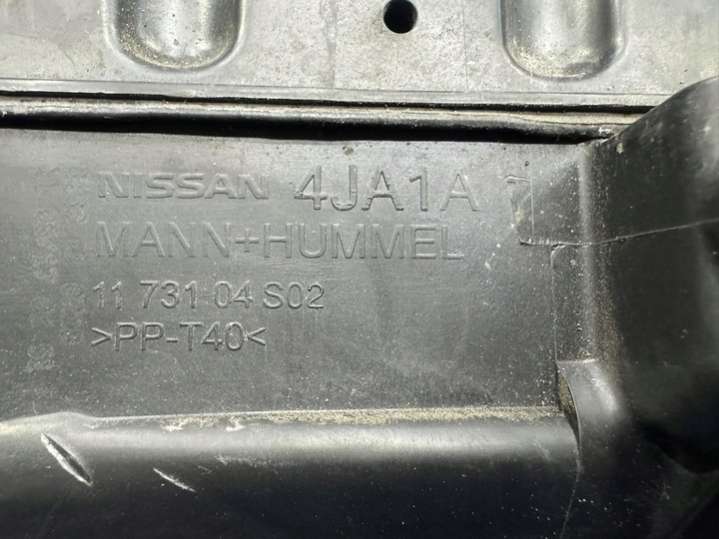 NISSAN 4JA1A
MANN+HUMMEL
11 731 04 S02
>PP-T40<